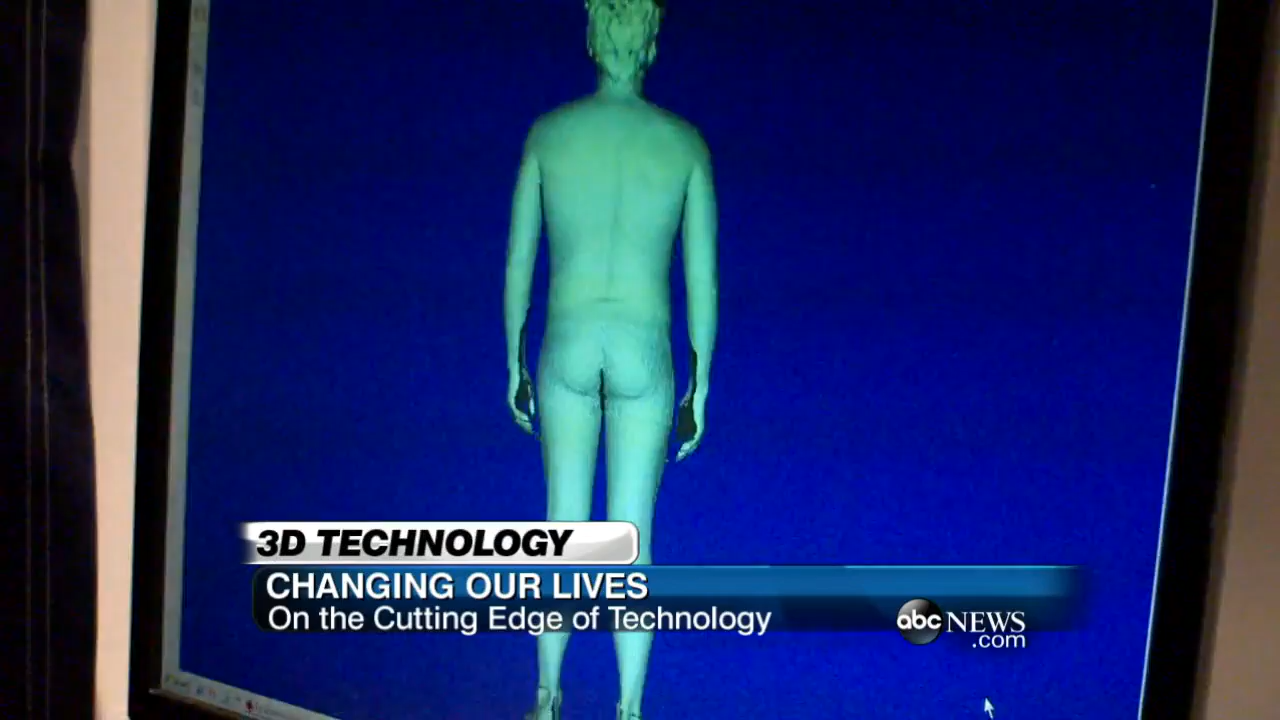 3D TECHNOLOGY
CHANGING OUR LIVES
On the Cutting Edge of Technology
abc NEWS
.com